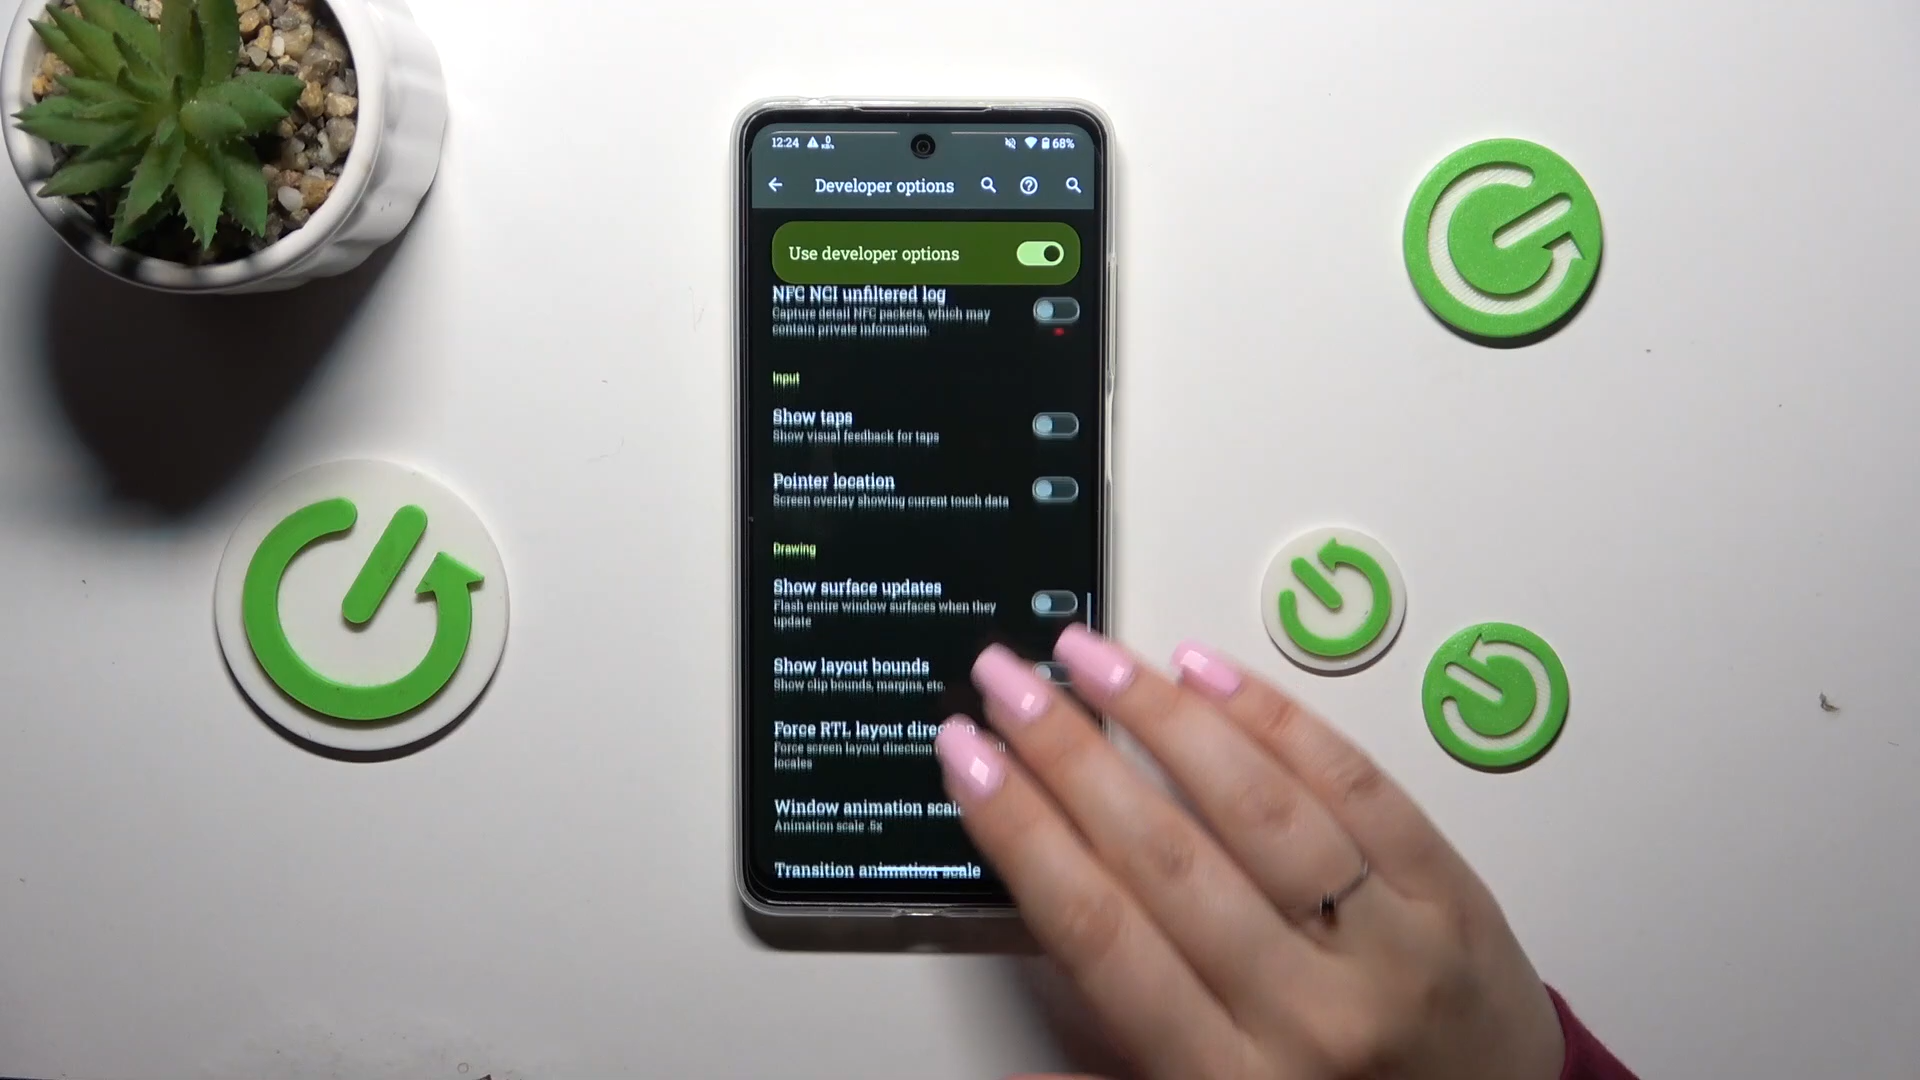 12:24 68%
Developer options
Use developer options
NFC NCI unfiltered log
Capture detail NFC packets, which may
contain private information.
Input
Show taps
Show visual feedback for taps
Pointer location
Screen overlay showing current touch data
Drawing
Show surface updates
Flash entire window surfaces when they
update
Show layout bounds
Show clip bounds, margins, etc.
Force RTL layout direction
Force screen layout direction
locales
Window animation scale
Animation scale .5x
Transition animation scale